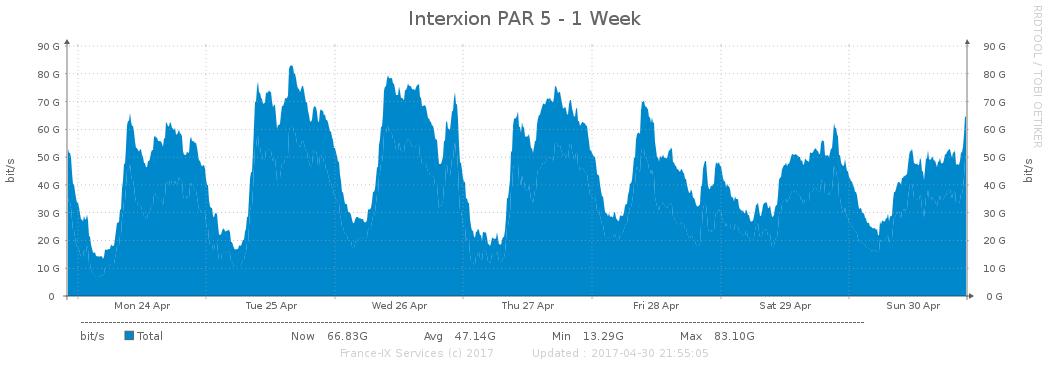 Interxion PAR 5 - 1 Week
RRDTOOL / TOBI OETIKER
90 G 90 G
80 G 80 G
70 G 70 G
60 G 60 G
50 G 50 G
40 G 40 G
30 G 30 G
20 G 20 G
10 G 10 G
0 0 G
bit/s bit/s
Mon 24 Apr Tue 25 Apr Wed 26 Apr Thu 27 Apr Fri 28 Apr Sat 29 Apr Sun 30 Apr
bit/s Total Now 66.83G Avg 47.14G Min 13.29G Max 83.10G
France-IX Services (c) 2017 Updated : 2017-04-30 21:55:05